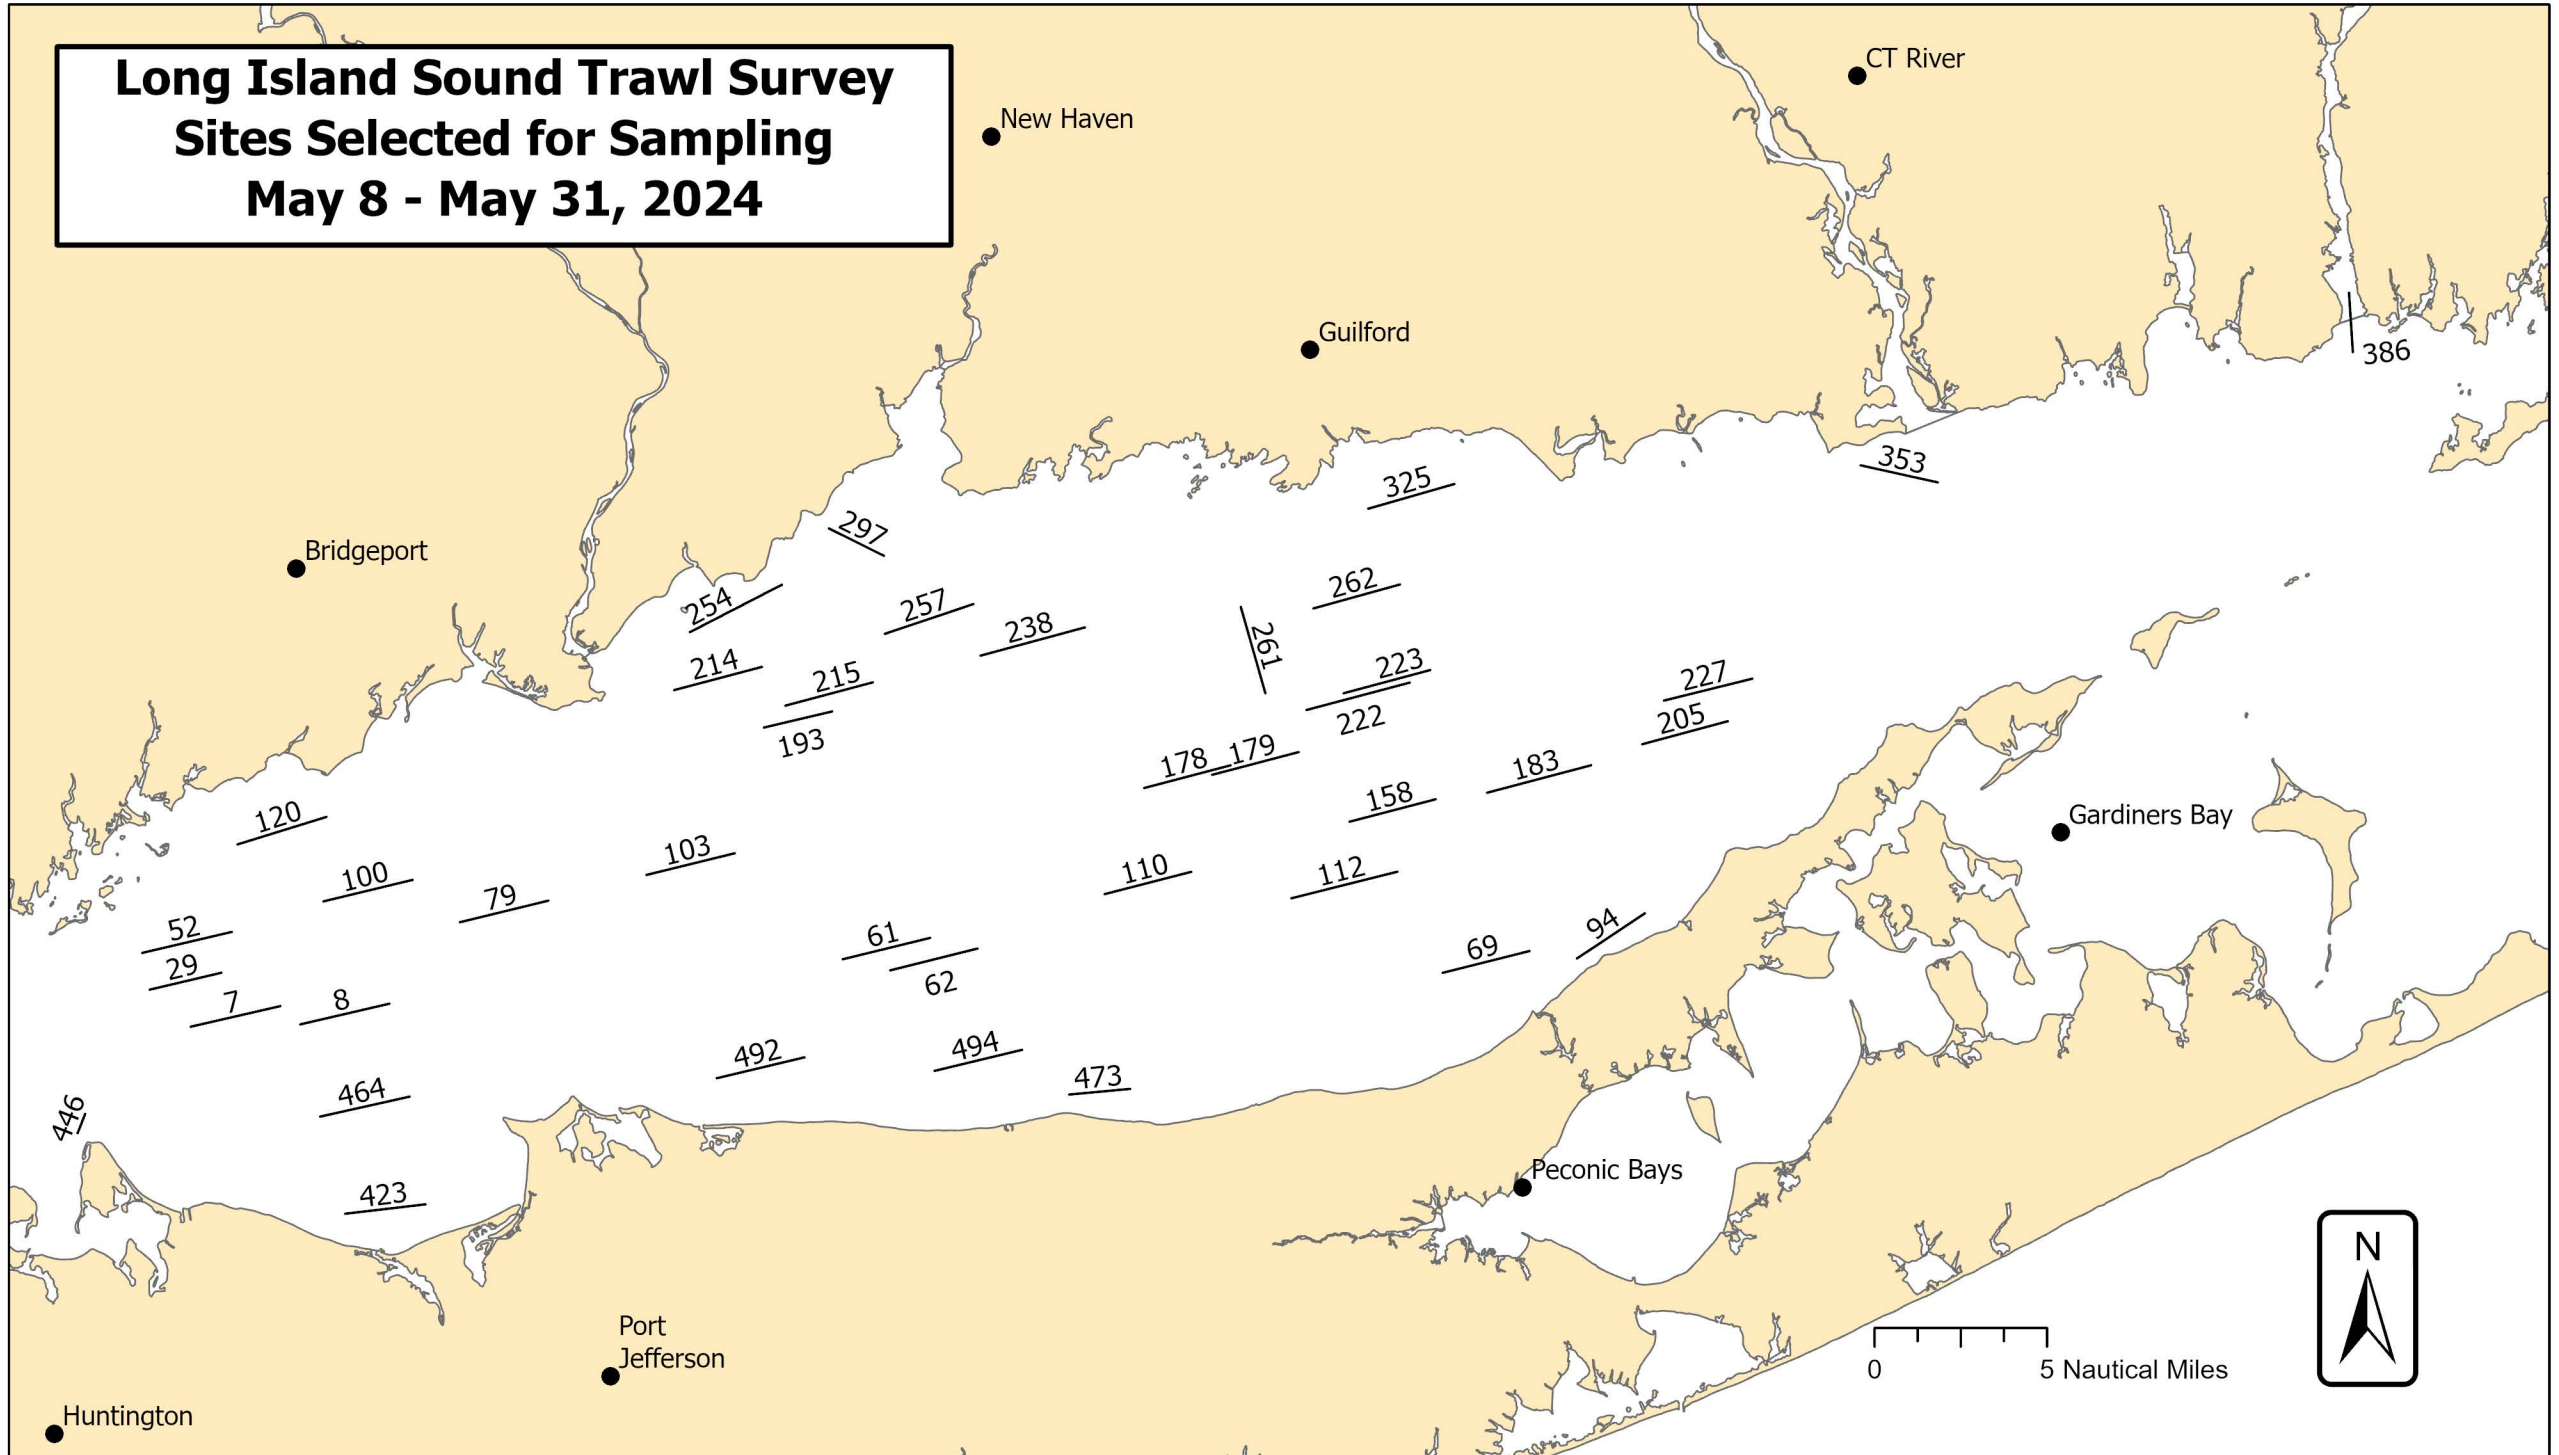 Long Island Sound Trawl Survey
Sites Selected for Sampling
May 8 - May 31, 2024
CT River
New Haven
Guilford
386
353
325
297
Bridgeport
262
254
257
238
261
214
223
215
227
222
205
193
178
179
183
158
120
Gardiners Bay
103
110
112
100
79
94
52
61
69
29
62
7
8
492
494
473
464
446
Peconic Bays
423
N
Port
Jefferson
0
5 Nautical Miles
Huntington